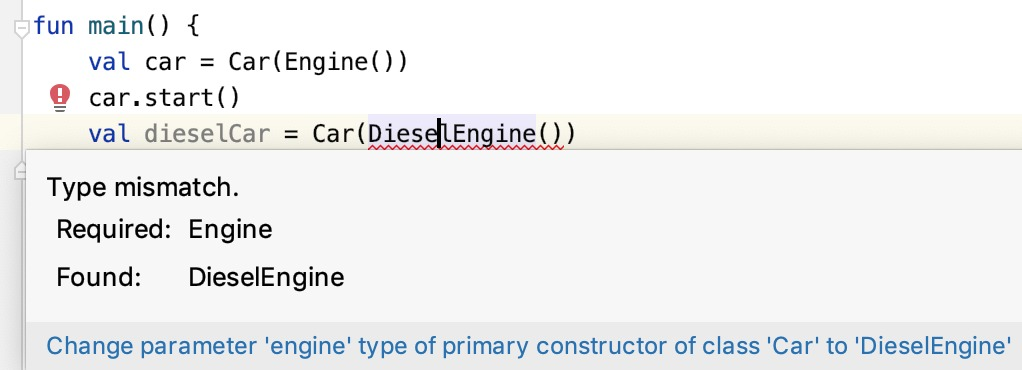 fun main() {
val car = Car(Engine())
car.start()
val dieselCar = Car(DieselEngine())
Type mismatch.
Required: Engine
Found: DieselEngine
Change parameter 'engine' type of primary constructor of class 'Car' to 'DieselEngine'